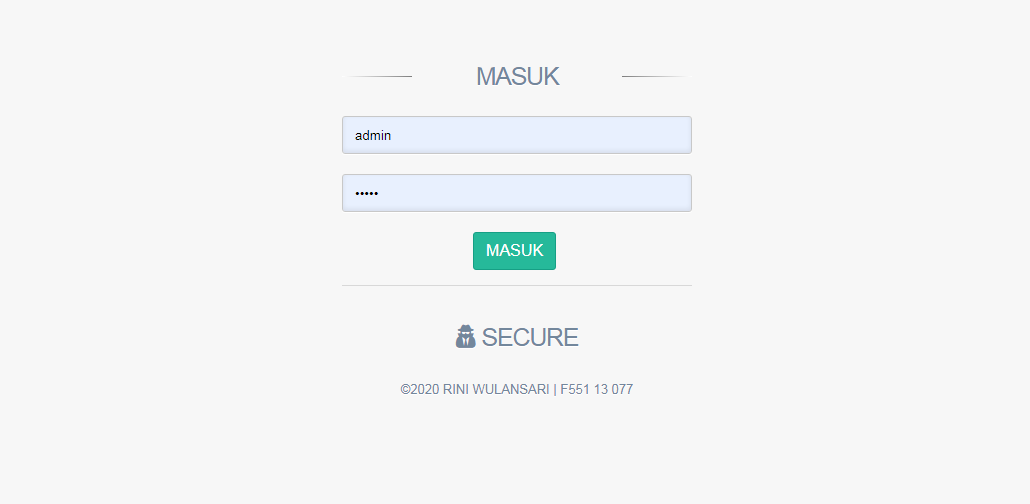 MASUK
admin
•••••
MASUK
SECURE
©2020 RINI WULANSARI | F551 13 077